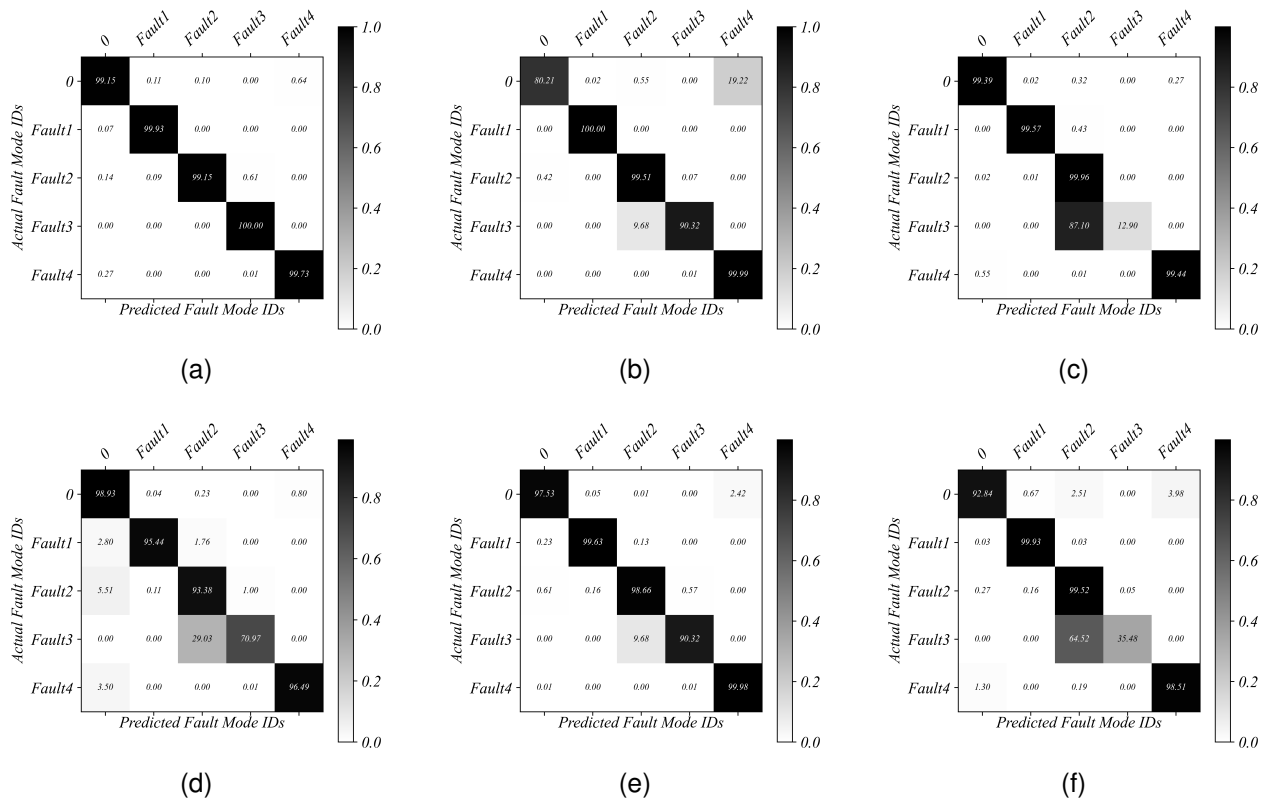 0 Fault1 Fault2 Fault3 Fault4 1.0
0 99.15 0.11 0.10 0.00 0.64
Fault1 0.07 99.93 0.00 0.00 0.00 0.8
Fault2 0.14 0.09 99.15 0.61 0.00 0.6
Fault3 0.00 0.00 0.00 100.00 0.00 0.4
Fault4 0.27 0.00 0.00 0.01 99.73 0.2
Actual Fault Mode IDs
Predicted Fault Mode IDs 0.0
(a)
0 Fault1 Fault2 Fault3 Fault4 1.0
0 80.21 0.02 0.55 0.00 19.22
Fault1 0.00 100.00 0.00 0.00 0.00 0.8
Fault2 0.42 0.00 99.51 0.07 0.00 0.6
Fault3 0.00 0.00 9.68 90.32 0.00 0.4
Fault4 0.00 0.00 0.00 0.01 99.99 0.2
Actual Fault Mode IDs
Predicted Fault Mode IDs 0.0
(b)
0 Fault1 Fault2 Fault3 Fault4
0 99.39 0.02 0.32 0.00 0.27
Fault1 0.00 99.57 0.43 0.00 0.00 0.8
Fault2 0.02 0.01 99.96 0.00 0.00 0.6
Fault3 0.00 0.00 87.10 12.90 0.00 0.4
Fault4 0.55 0.00 0.01 0.00 99.44 0.2
Actual Fault Mode IDs
Predicted Fault Mode IDs 0.0
(c)
0 Fault1 Fault2 Fault3 Fault4
0 98.93 0.04 0.23 0.00 0.80 0.8
Fault1 2.80 95.44 1.76 0.00 0.00 0.6
Fault2 5.51 0.11 93.38 1.00 0.00
Fault3 0.00 0.00 29.03 70.97 0.00 0.4
Fault4 3.50 0.00 0.00 0.01 96.49 0.2
Actual Fault Mode IDs
Predicted Fault Mode IDs 0.0
(d)
0 Fault1 Fault2 Fault3 Fault4
0 97.53 0.05 0.01 0.00 2.42 0.8
Fault1 0.23 99.63 0.13 0.00 0.00 0.6
Fault2 0.61 0.16 98.66 0.57 0.00
Fault3 0.00 0.00 9.68 90.32 0.00 0.4
Fault4 0.01 0.00 0.00 0.01 99.98 0.2
Actual Fault Mode IDs
Predicted Fault Mode IDs 0.0
(e)
0 Fault1 Fault2 Fault3 Fault4
0 92.84 0.67 2.51 0.00 3.98 0.8
Fault1 0.03 99.93 0.03 0.00 0.00 0.6
Fault2 0.27 0.16 99.52 0.05 0.00
Fault3 0.00 0.00 64.52 35.48 0.00 0.4
Fault4 1.30 0.00 0.19 0.00 98.51 0.2
Actual Fault Mode IDs
Predicted Fault Mode IDs 0.0
(f)